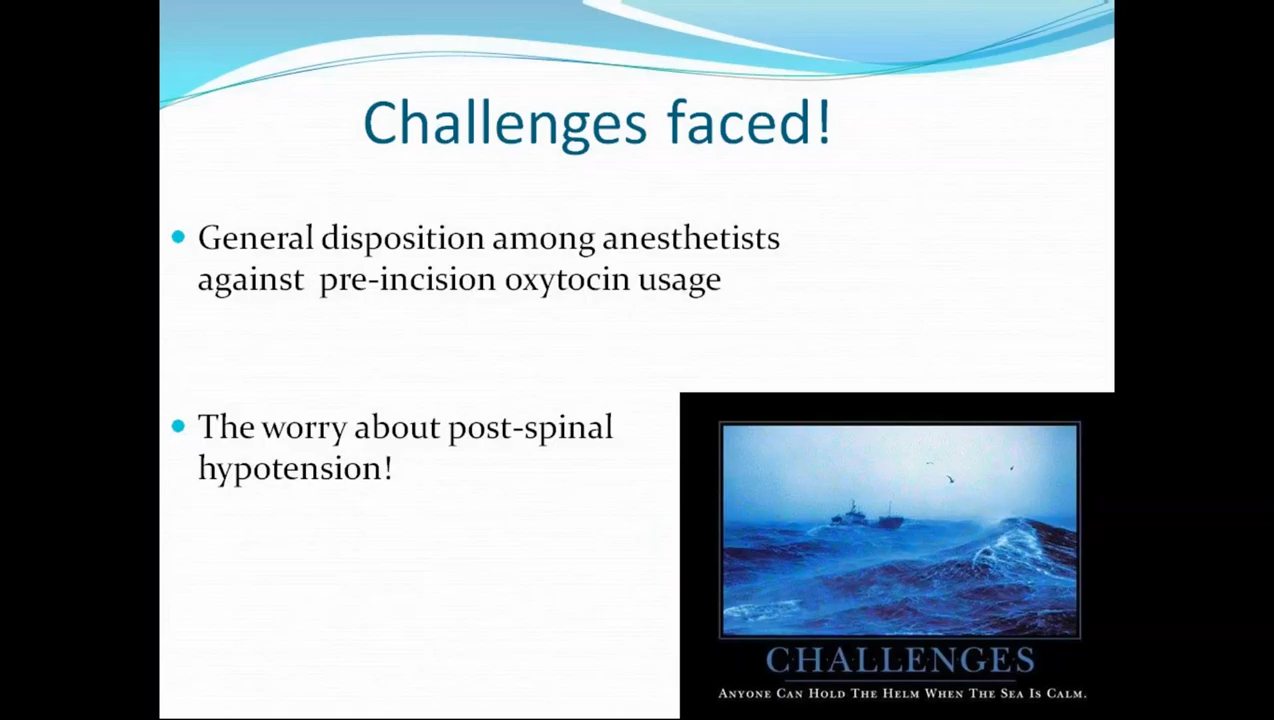 Challenges faced!
General disposition among anesthetists
against pre-incision oxytocin usage
The worry about post-spinal
hypotension!
CHALLENGES
ANYONE CAN HOLD THE HELM WHEN THE SEA IS CALM.